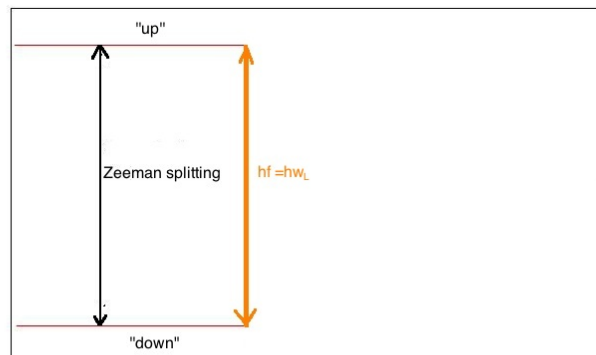 "up"
Zeeman splitting
hf =hw_L
"down"